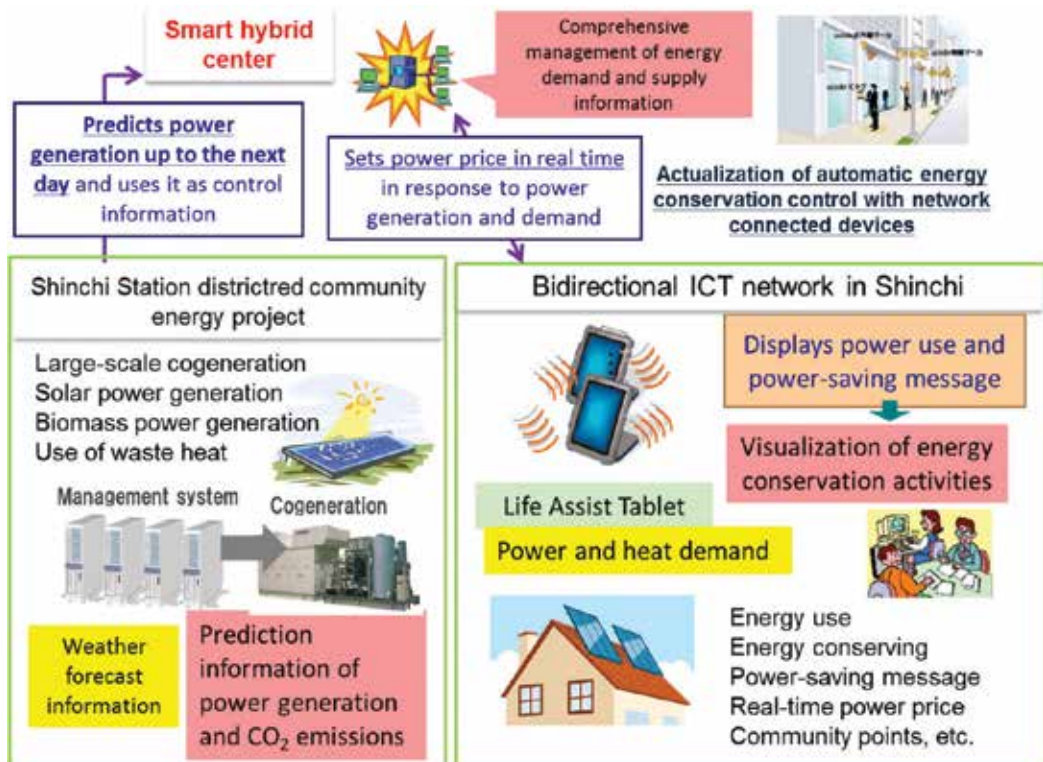 Smart hybrid
center
Comprehensive
management of energy
demand and supply
information
Predicts power
generation up to the next
day and uses it as control
information
Sets power price in real time
in response to power
generation and demand
Actualization of automatic energy
conservation control with network
connected devices
Shinchi Station districtred community
energy project
Large-scale cogeneration
Solar power generation
Biomass power generation
Use of waste heat
Management system
Cogeneration
Weather
forecast
information
Prediction
information of
power generation
and CO₂ emissions
Bidirectional ICT network in Shinchi
Displays power use and
power-saving message
Visualization of energy
conservation activities
Life Assist Tablet
Power and heat demand
Energy use
Energy conserving
Power-saving message
Real-time power price
Community points, etc.